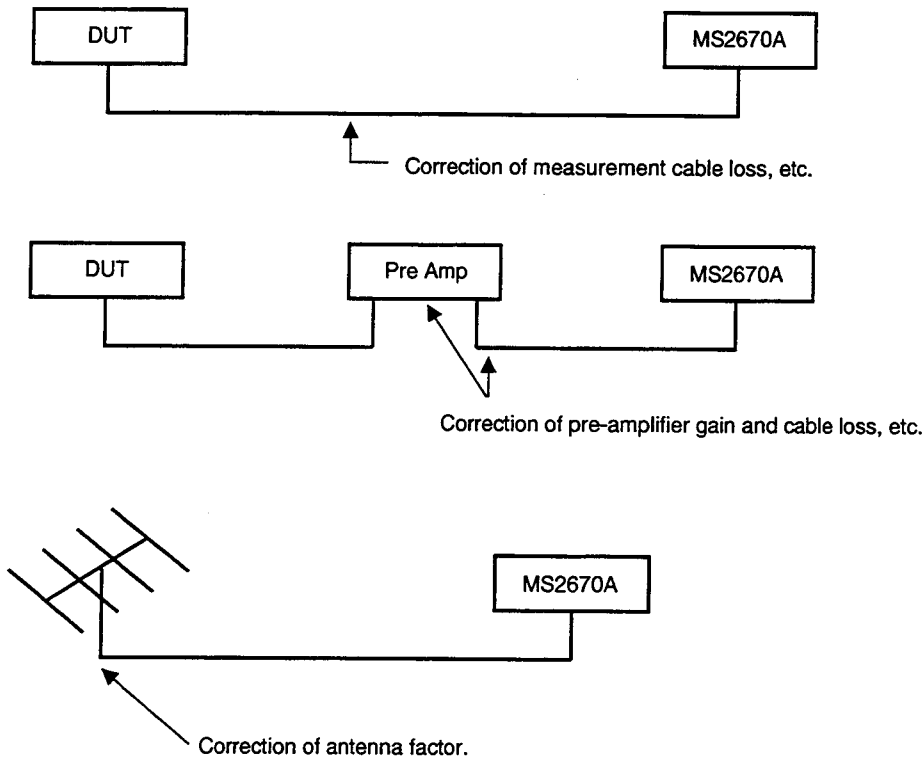 DUT
MS2670A
Correction of measurement cable loss, etc.
DUT
Pre Amp
MS2670A
Correction of pre-amplifier gain and cable loss, etc.
MS2670A
Correction of antenna factor.